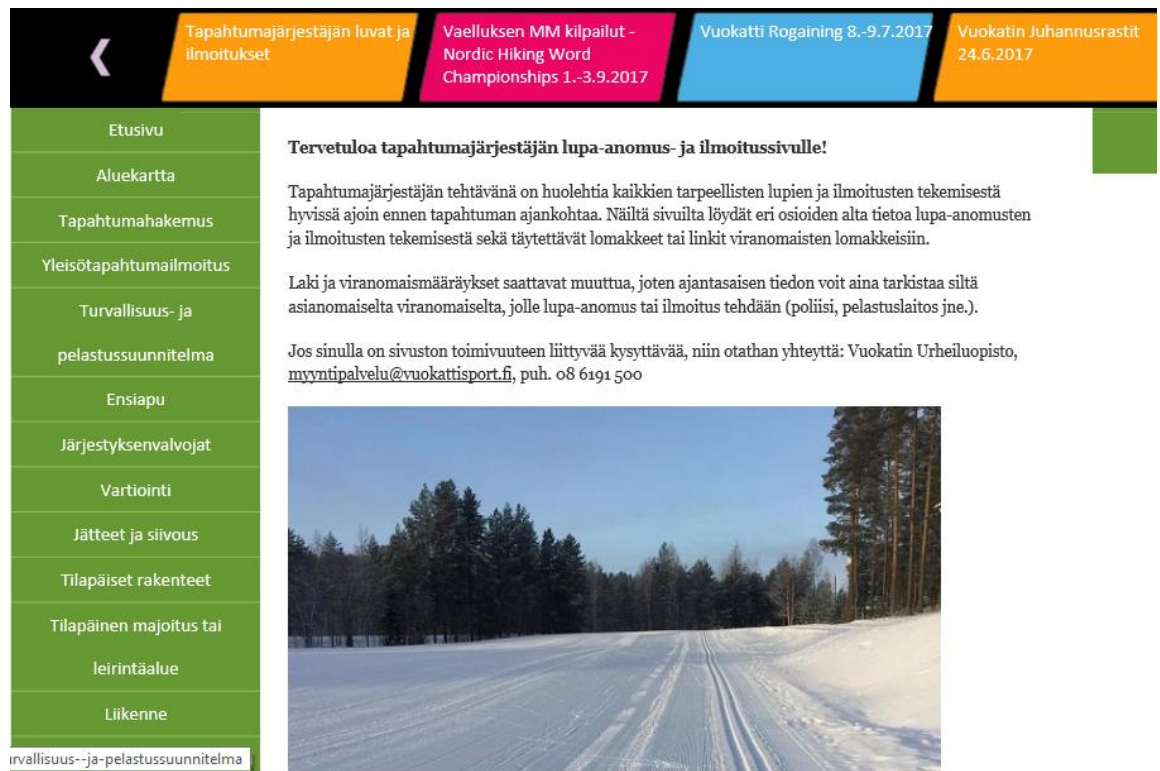 Tapahtumajärjestäjän luvat ja
ilmoitukset
Vaelluksen MM kilpailut -
Nordic Hiking Word
Championships 1.-3.9.2017
Vuokatti Rogaining 8.-9.7.2017
Vuokatin Juhannusrastit
24.6.2017
Etusivu
Aluekartta
Tapahtumahakemus
Yleisötapahtumailmoitus
Turvallisuus- ja
pelastussuunnitelma
Ensiapu
Järjestyksenvalvojat
Vartiointi
Jätteet ja siivous
Tilapäiset rakenteet
Tilapäinen majoitus tai
leirintäalue
Liikenne
urvallisuus--ja-pelastussuunnitelma
Tervetuloa tapahtumajärjestäjän lupa-anomus- ja ilmoitussivulle!
Tapahtumajärjestäjän tehtävänä on huolehtia kaikkien tarpeellisten lupien ja ilmoitusten tekemisestä
hyvissä ajoin ennen tapahtuman ajankohtaa. Näiltä sivuilta löydät eri osioiden alta tietoa lupa-anomusten
ja ilmoitusten tekemisestä sekä täytettävät lomakkeet tai linkit viranomaisten lomakkeisiin.
Laki ja viranomaismääräykset saattavat muuttua, joten ajantasaisen tiedon voit aina tarkistaa siltä
asianomaiselta viranomaiselta, jolle lupa-anomus tai ilmoitus tehdään (poliisi, pelastuslaitos jne.).
Jos sinulla on sivuston toimivuuteen liittyvää kysyttävää, niin otathan yhteyttä: Vuokatin Urheiluopisto,
myyntipalvelu@vuokattisport.fi, puh. 08 6191 500